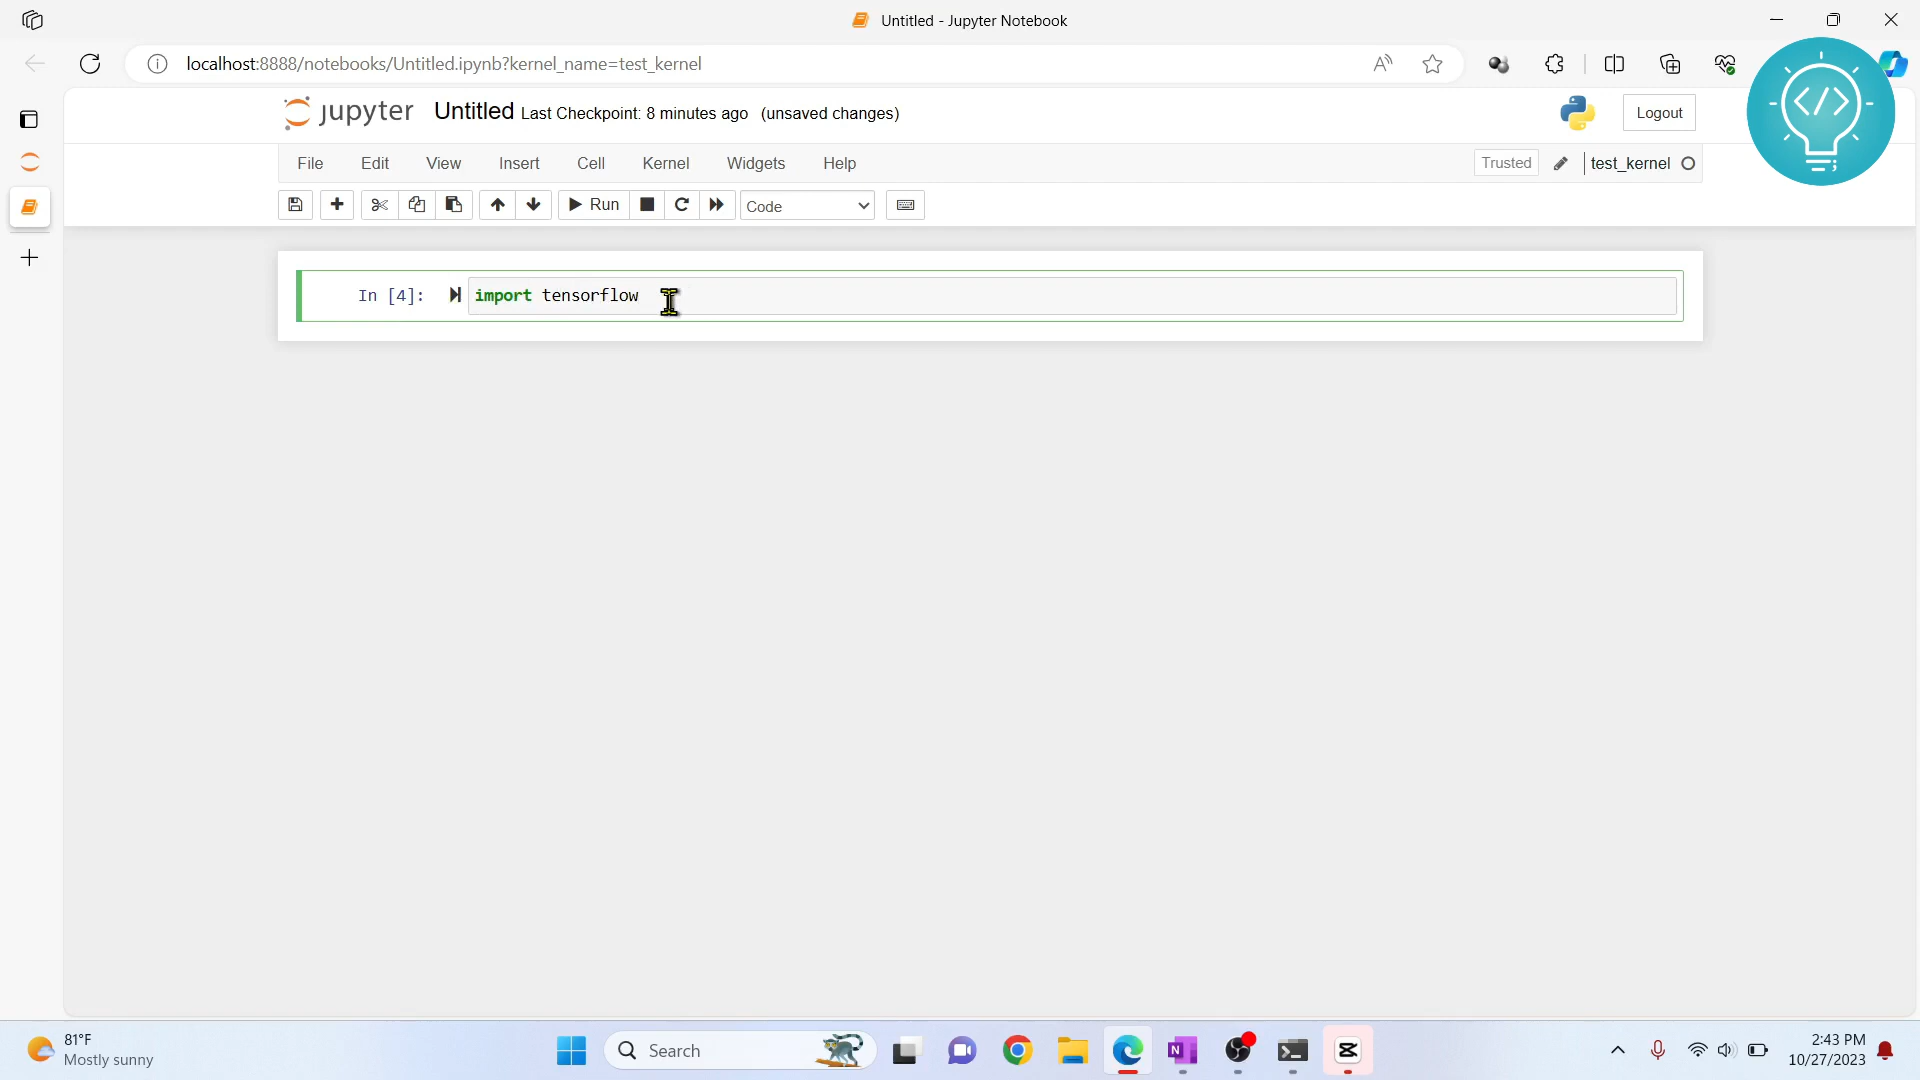 Untitled - Jupyter Notebook
localhost:8888/notebooks/Untitled.ipynb?kernel_name=test_kernel
jupyter Untitled Last Checkpoint: 8 minutes ago (unsaved changes)
Logout
File Edit View Insert Cell Kernel Widgets Help
Trusted test_kernel
Run Code
In [4]: import tensorflow
81°F
Mostly sunny
Search
2:43 PM
10/27/2023